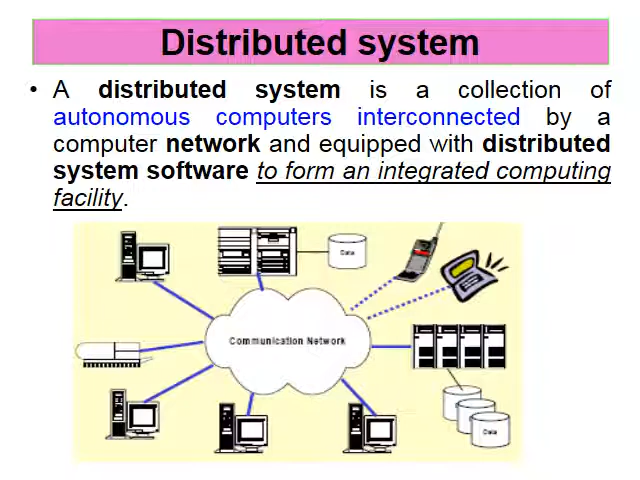 Distributed system
• A distributed system is a collection of
autonomous computers interconnected by a
computer network and equipped with distributed
system software to form an integrated computing
facility.
Data
Communication Network
Data